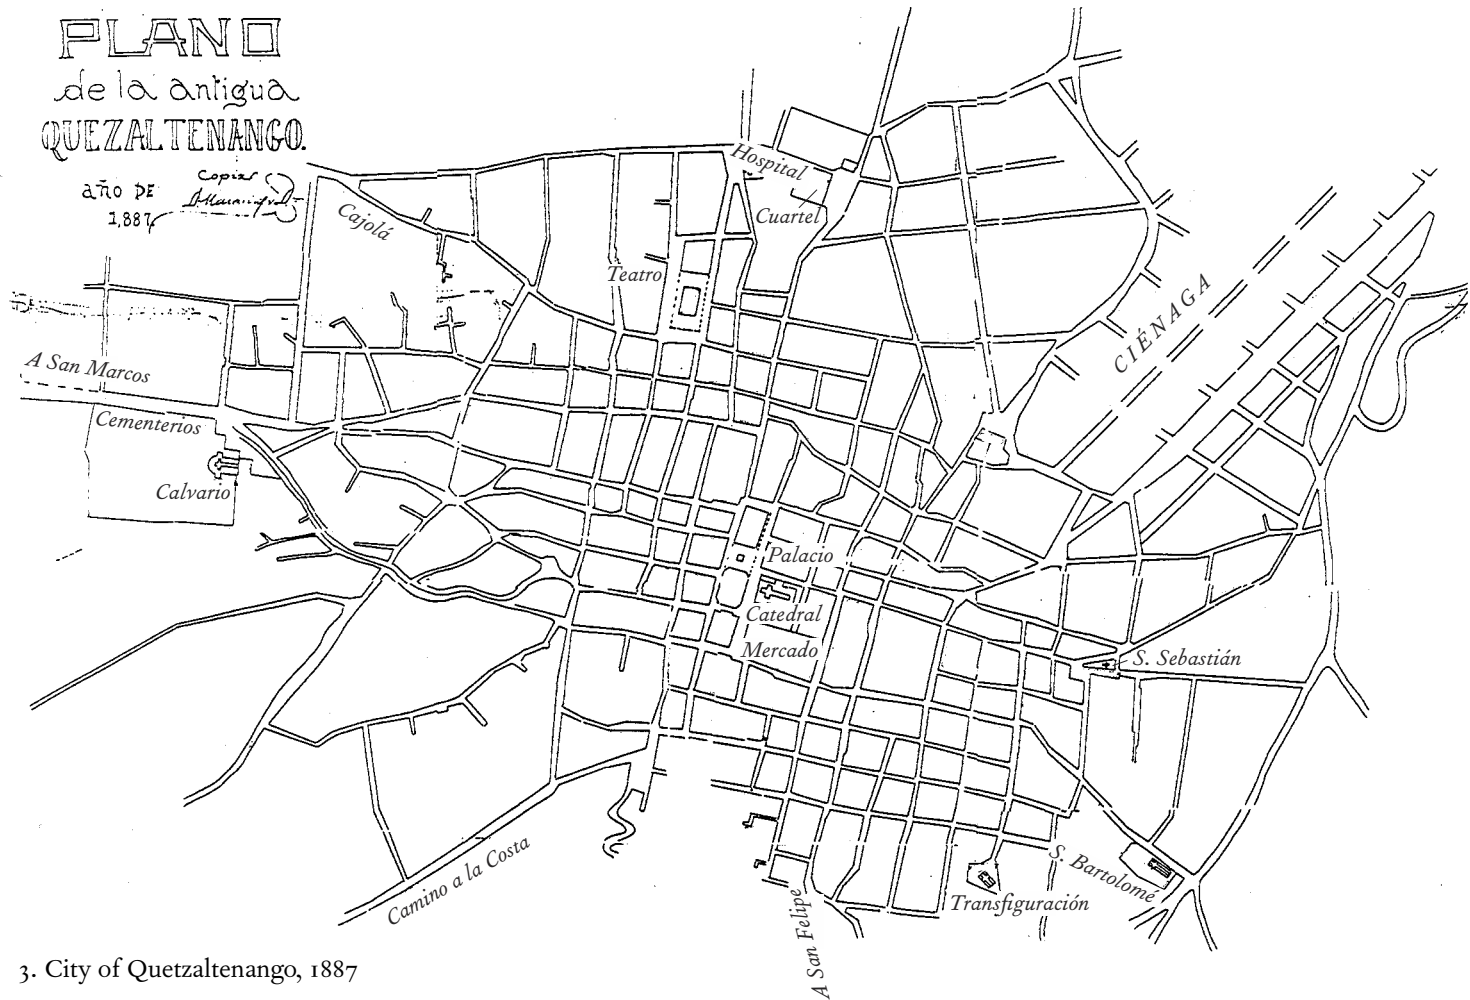 PLANO
de la antigua
QUEZALTENANGO.
Copias
año DE
1,887
Hospital
Cuartel
Cajolá
Teatro
CIÉNAGA
A San Marcos
Cementerios
Calvario
Palacio
Catedral
Mercado
S. Sebastián
Camino a la Costa
S. Bartolomé
Transfiguración
A San Felipe
3. City of Quetzaltenango, 1887